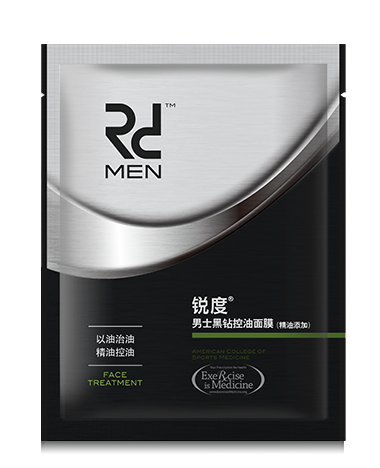 Rd™
MEN
锐度®
男士黑钻控油面膜(精油添加)
以油治油
精油控油
FACE
TREATMENT
AMERICAN COLLEGE OF
SPORTS MEDICINE
ExeRcise
is Medicine